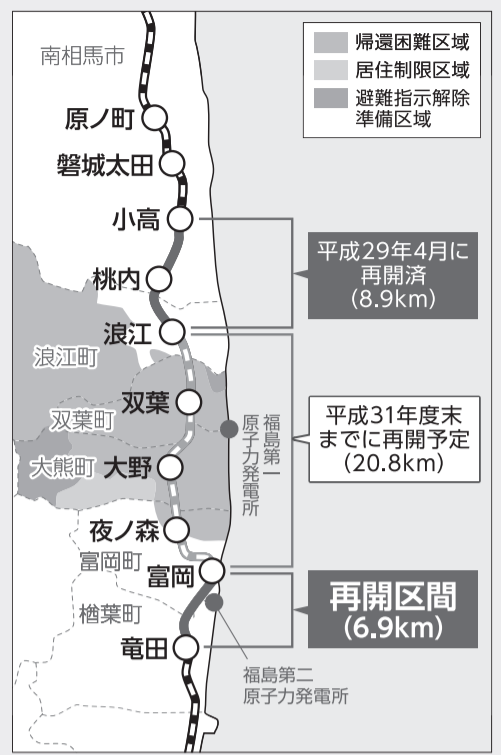 南相馬市
帰還困難区域
居住制限区域
避難指示解除
準備区域
原ノ町
磐城太田
小高
平成29年4月に
再開済
(8.9km)
桃内
浪江
浪江町
双葉
双葉町
福島第一
原子力発電所
平成31年度末
までに再開予定
(20.8km)
大熊町
大野
夜ノ森
富岡町
富岡
再開区間
(6.9km)
楢葉町
竜田
福島第二
原子力発電所